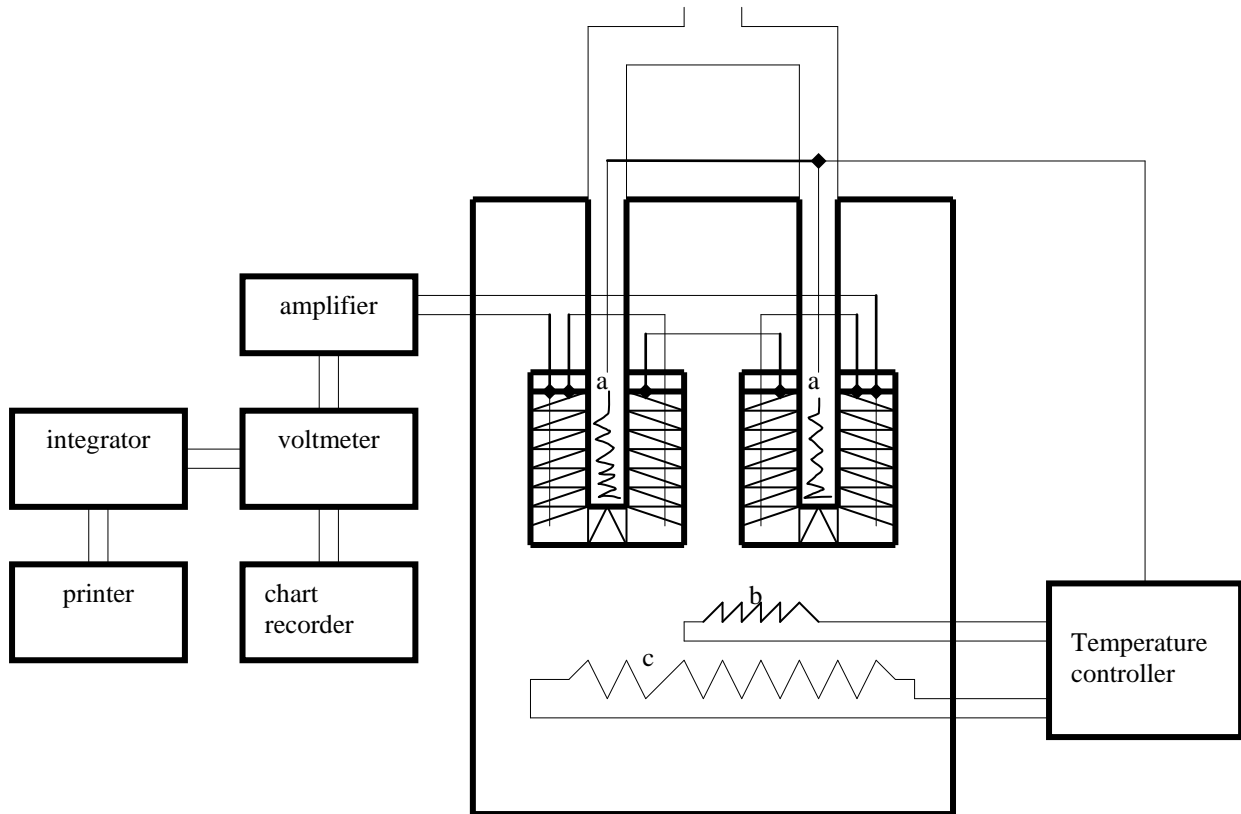 amplifier
a
a
integrator
voltmeter
printer
chart
recorder
b
c
Temperature
controller